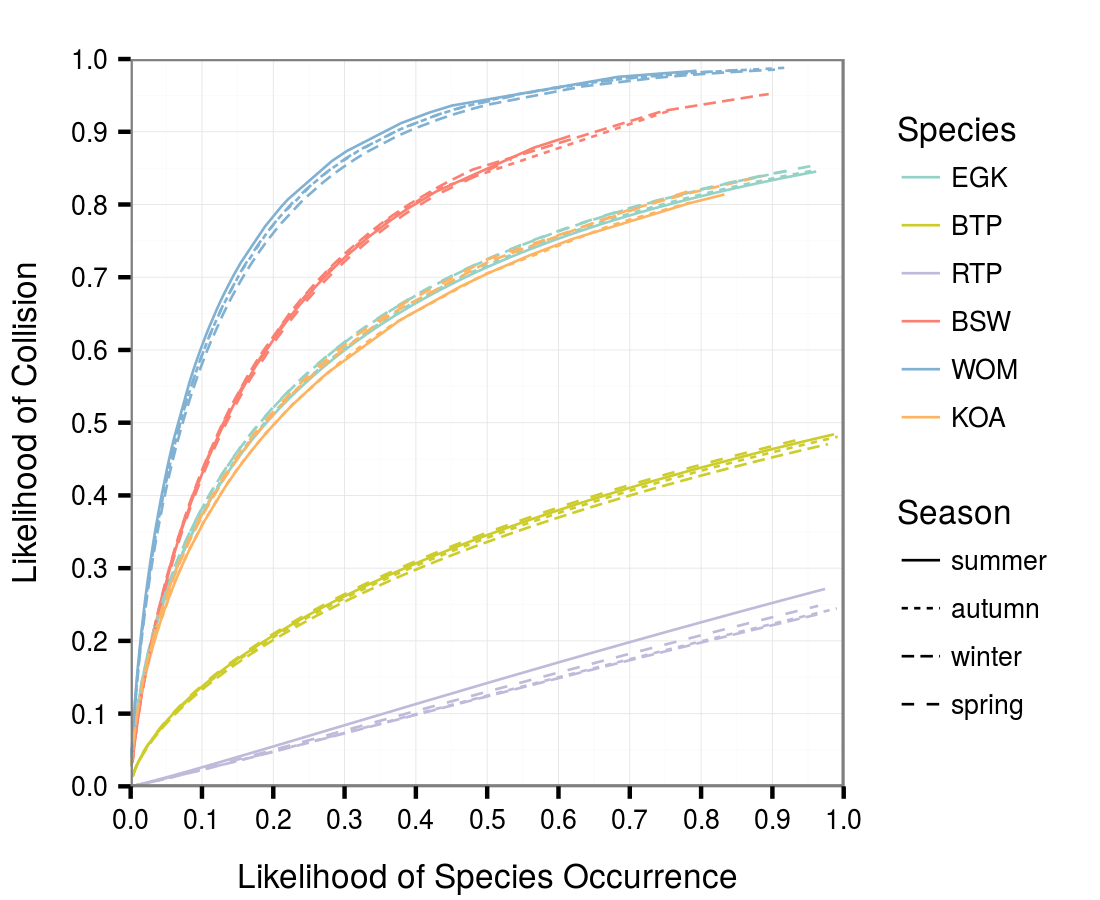 1.0
0.9
0.8
0.7
0.6
0.5
0.4
0.3
0.2
0.1
0.0
Likelihood of Collision
0.0 0.1 0.2 0.3 0.4 0.5 0.6 0.7 0.8 0.9 1.0
Likelihood of Species Occurrence
Species
EGK
BTP
RTP
BSW
WOM
KOA
Season
summer
autumn
winter
spring